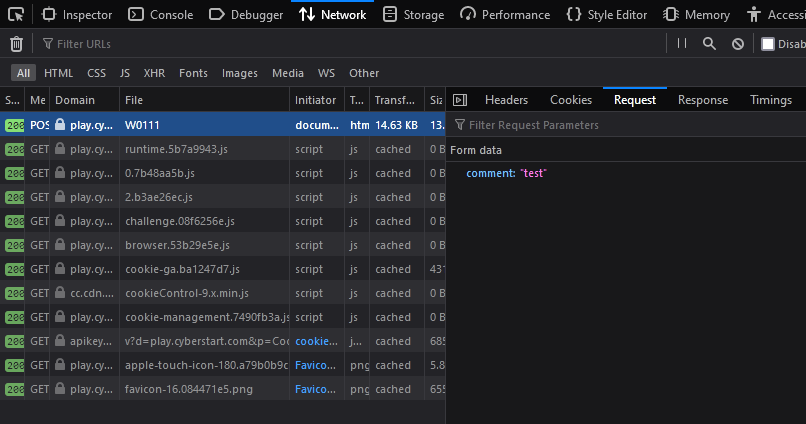 Inspector Console Debugger Network Storage Performance Style Editor Memory Accessi
Filter URLs Disab
All HTML CSS JS XHR Fonts Images Media WS Other
S... Me Domain File Initiator T... Transf... Siz
Headers Cookies Request Response Timings
200 POS play.cy... W0111 docum... htm 14.63 KB 13.
Filter Request Parameters
200 GET play.cy... runtime.5b7a9943.js script js cached 0 B
Form data
200 GET play.cy... 0.7b48aa5b.js script js cached 0 B
comment: "test"
200 GET play.cy... 2.b3ae26ec.js script js cached 0 B
200 GET play.cy... challenge.08f6256e.js script js cached 0 B
200 GET play.cy... browser.53b29e5e.js script js cached 0 B
200 GET play.cy... cookie-ga.ba1247d7.js script js cached 431
200 GET cc.cdn.... cookieControl-9.x.min.js script js cached 0 B
200 GET play.cy... cookie-management.7490fb3a.js script js cached 0 B
200 GET apikey... v?d=play.cyberstart.com&p=Coo cookie... j... cached 685
200 GET play.cy... apple-touch-icon-180.a79b0b9c Favico... png cached 5.8
200 GET play.cy... favicon-16.084471e5.png Favico... png cached 655